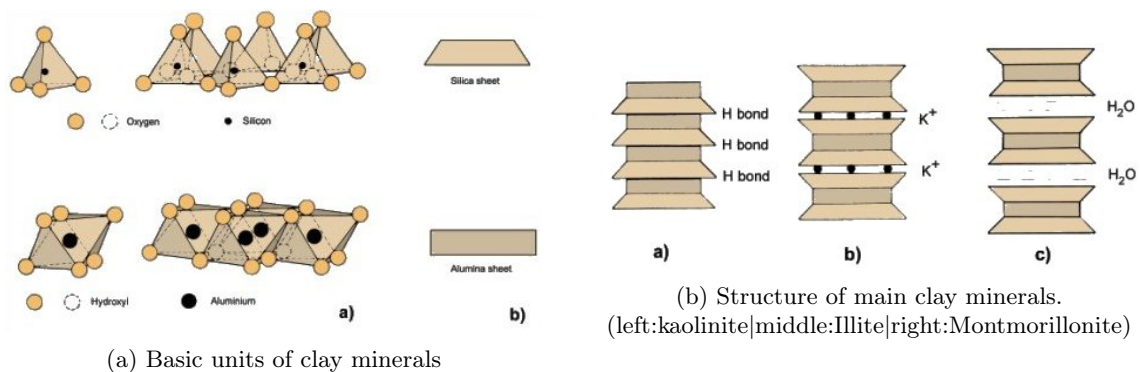 Silica sheet
Oxygen
Silicon
Alumina sheet
Hydroxyl
Aluminium
a)
b)
(a) Basic units of clay minerals
H bond
H bond
H bond
a)
K+
K+
b)
H2O
H2O
c)
(b) Structure of main clay minerals.
(left:kaolinite|middle:Illite|right:Montmorillonite)